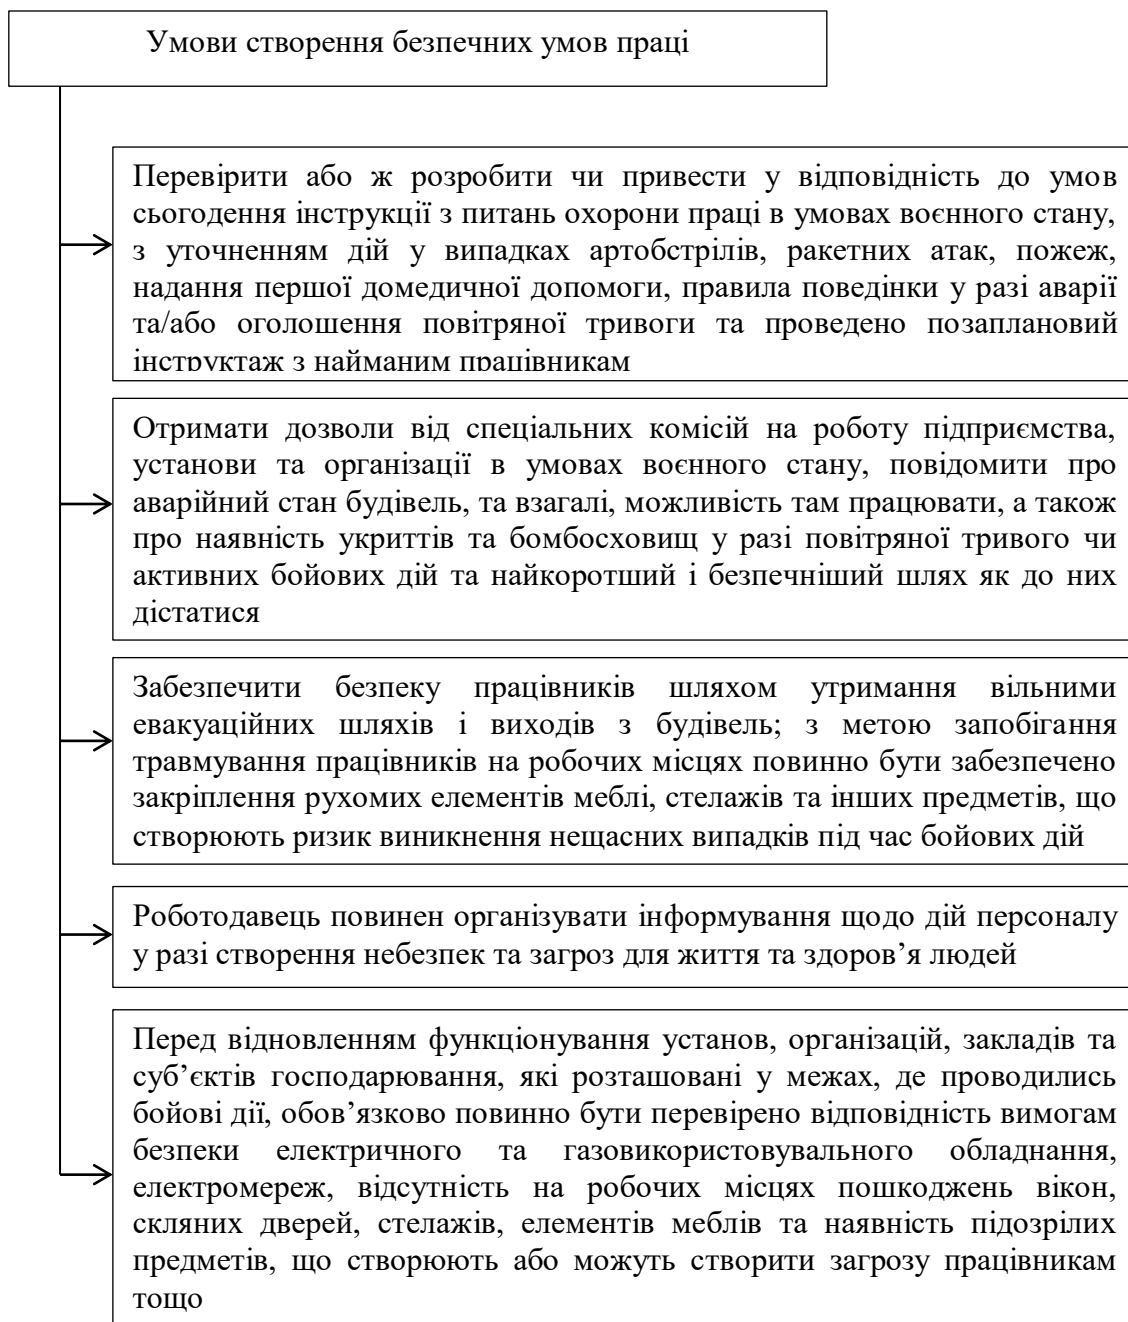 Умови створення безпечних умов праці
Перевірити або ж розробити чи привести у відповідність до умов
сьогодення інструкції з питань охорони праці в умовах воєнного стану,
з уточненням дій у випадках артобстрілів, ракетних атак, пожеж,
надання першої домедичної допомоги, правила поведінки у разі аварії
та/або оголошення повітряної тривоги та проведено позаплановий
інструктаж з найманим працівникам
Отримати дозволи від спеціальних комісій на роботу підприємства,
установи та організації в умовах воєнного стану, повідомити про
аварійний стан будівель, та взагалі, можливість там працювати, а також
про наявність укриттів та бомбосховищ у разі повітряної тривого чи
активних бойових дій та найкоротший і безпечніший шлях як до них
дістатися
Забезпечити безпеку працівників шляхом утримання вільними
евакуаційних шляхів і виходів з будівель; з метою запобігання
травмування працівників на робочих місцях повинно бути забезпечено
закріплення рухомих елементів меблі, стелажів та інших предметів, що
створюють ризик виникнення нещасних випадків під час бойових дій
Роботодавець повинен організувати інформування щодо дій персоналу
у разі створення небезпек та загроз для життя та здоров’я людей
Перед відновленням функціонування установ, організацій, закладів та
суб’єктів господарювання, які розташовані у межах, де проводились
бойові дії, обов’язково повинно бути перевірено відповідність вимогам
безпеки електричного та газовикористовувального обладнання,
електромереж, відсутність на робочих місцях пошкоджень вікон,
скляних дверей, стелажів, елементів меблів та наявність підозрілих
предметів, що створюють або можуть створити загрозу працівникам
тощо